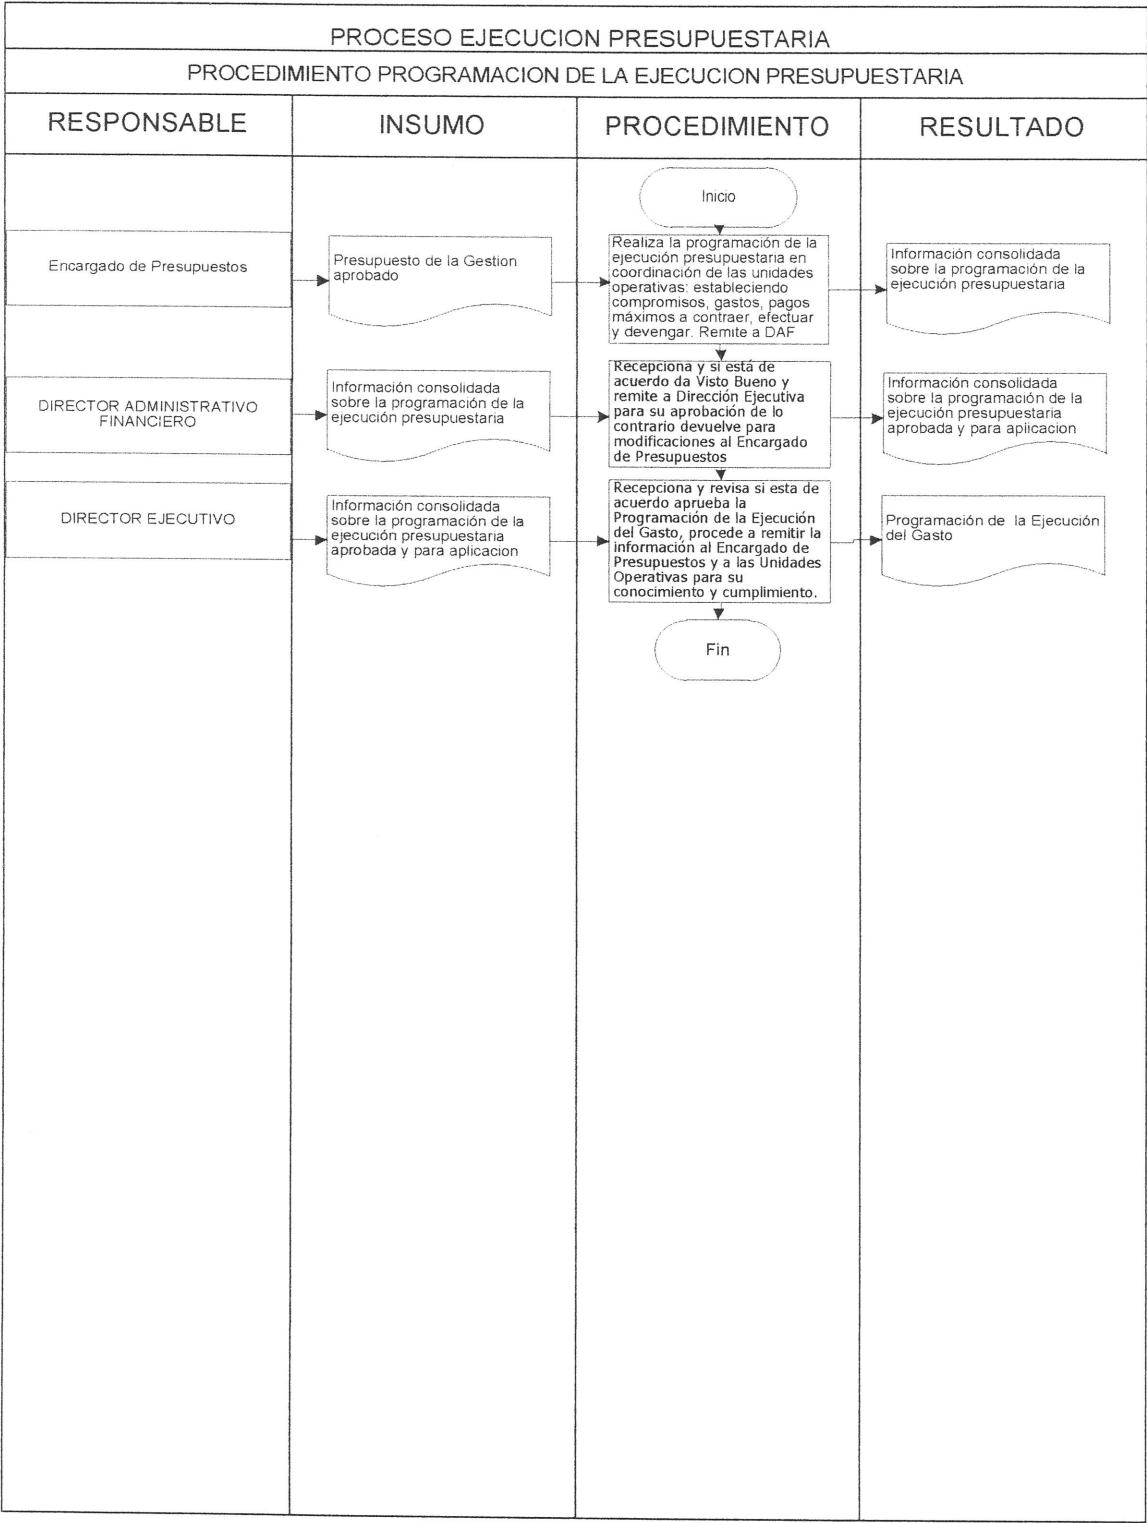 PROCESO EJECUCION PRESUPUESTARIA
PROCEDIMIENTO PROGRAMACION DE LA EJECUCION PRESUPUESTARIA
RESPONSABLE
INSUMO
PROCEDIMIENTO
RESULTADO
Inicio
Encargado de Presupuestos
Presupuesto de la Gestion
aprobado
Realiza la programación de la
ejecución presupuestaria en
coordinación de las unidades
operativas: estableciendo
compromisos, gastos, pagos
máximos a contraer, efectuar
y devengar. Remite a DAF
Información consolidada
sobre la programación de la
ejecución presupuestaria
DIRECTOR ADMINISTRATIVO
FINANCIERO
Información consolidada
sobre la programación de la
ejecución presupuestaria
Recepciona y si está de
acuerdo da Visto Bueno y
remite a Dirección Ejecutiva
para su aprobación de lo
contrario devuelve para
modificaciones al Encargado
de Presupuestos
Información consolidada
sobre la programación de la
ejecución presupuestaria
aprobada y para aplicacion
DIRECTOR EJECUTIVO
Información consolidada
sobre la programación de la
ejecución presupuestaria
aprobada y para aplicacion
Recepciona y revisa si esta de
acuerdo aprueba la
Programación de la Ejecución
del Gasto, procede a remitir la
información al Encargado de
Presupuestos y a las Unidades
Operativas para su
conocimiento y cumplimiento.
Programación de la Ejecución
del Gasto
Fin